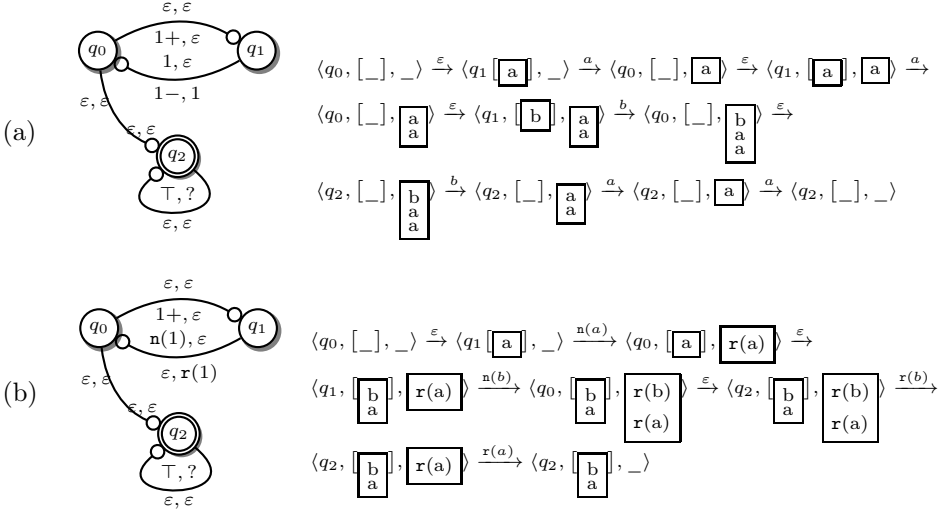 (a)
ε, ε
q₀ 1+, ε q₁
1, ε
1−, 1
ε, ε
ε, ε
q₂
⊤, ?
ε, ε
⟨q₀, [_], _⟩ →ε ⟨q₁ [a], _⟩ →a ⟨q₀, [_], a⟩ →ε ⟨q₁, [a], a⟩ →a
⟨q₀, [_], a a⟩ →ε ⟨q₁, [b], a a⟩ →b ⟨q₀, [_], b a a⟩ →ε
⟨q₂, [_], b a a⟩ →b ⟨q₂, [_], a a⟩ →a ⟨q₂, [_], a⟩ →a ⟨q₂, [_], _⟩
(b)
ε, ε
q₀ 1+, ε q₁
n(1), ε
ε, r(1)
ε, ε
ε, ε
q₂
⊤, ?
ε, ε
⟨q₀, [_], _⟩ →ε ⟨q₁ [a], _⟩ →n(a) ⟨q₀, [a], r(a)⟩ →ε
⟨q₁, [b a], r(a)⟩ →n(b) ⟨q₀, [b a], r(b) r(a)⟩ →ε ⟨q₂, [b a], r(b) r(a)⟩ →r(b)
⟨q₂, [b a], r(a)⟩ →r(a) ⟨q₂, [b a], _⟩